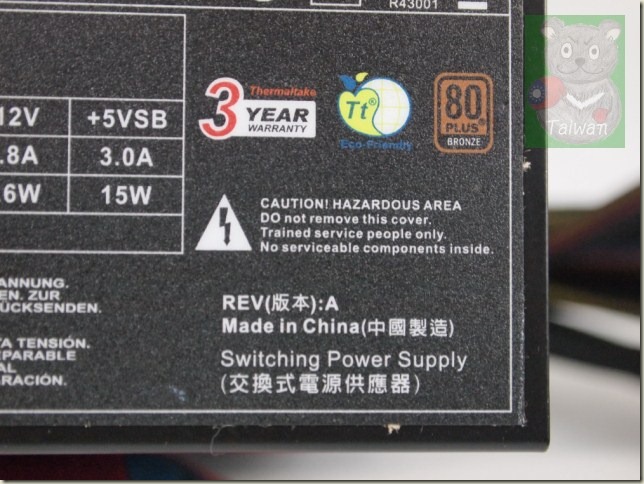 R43001
12V +5VSB
.8A 3.0A
6W 15W
Thermaltake
3 YEAR
WARRANTY
Tt®
Eco-Friendly
80
PLUS®
BRONZE
Taiwan
CAUTION! HAZARDOUS AREA
DO not remove this cover.
Trained service people only.
No serviceable components inside.
ANNUNG.
EN. ZUR
ÜCKSENDEN.
TA TENSIÓN.
EPARABLE
AL
ARACIÓN.
REV(版本):A
Made in China(中國製造)
Switching Power Supply
(交換式電源供應器)